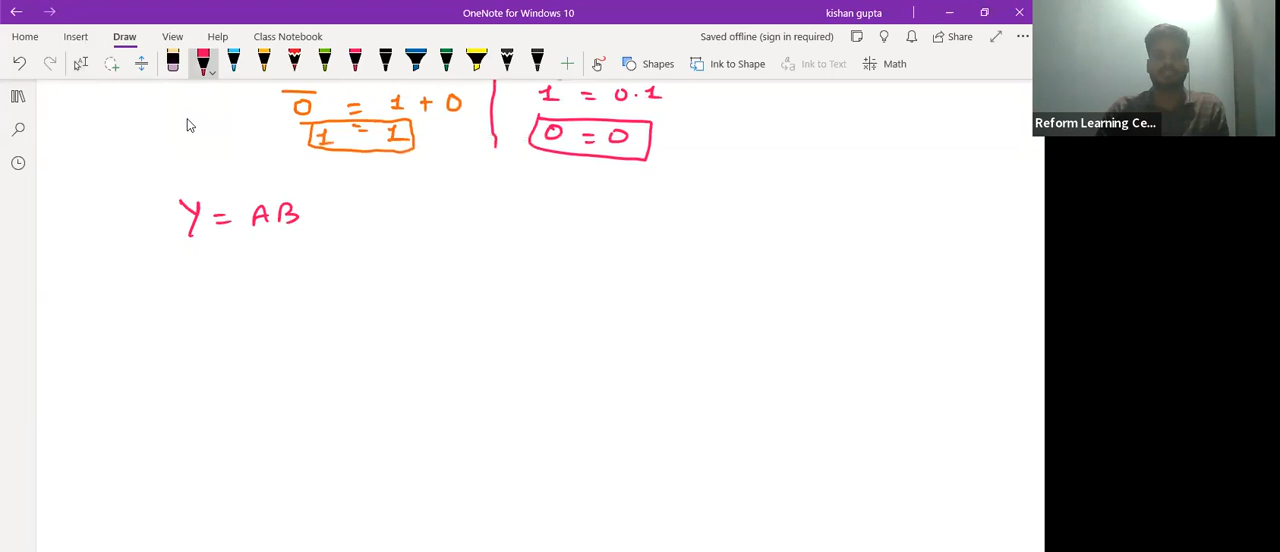 OneNote for Windows 10
kishan gupta
Home Insert Draw View Help Class Notebook
Saved offline (sign in required)
Share
Shapes
Ink to Shape
Ink to Text
Math
0 = 1 + 0
1 = 1
1 = 0.1
0 = 0
Y = AB
Reform Learning Ce...